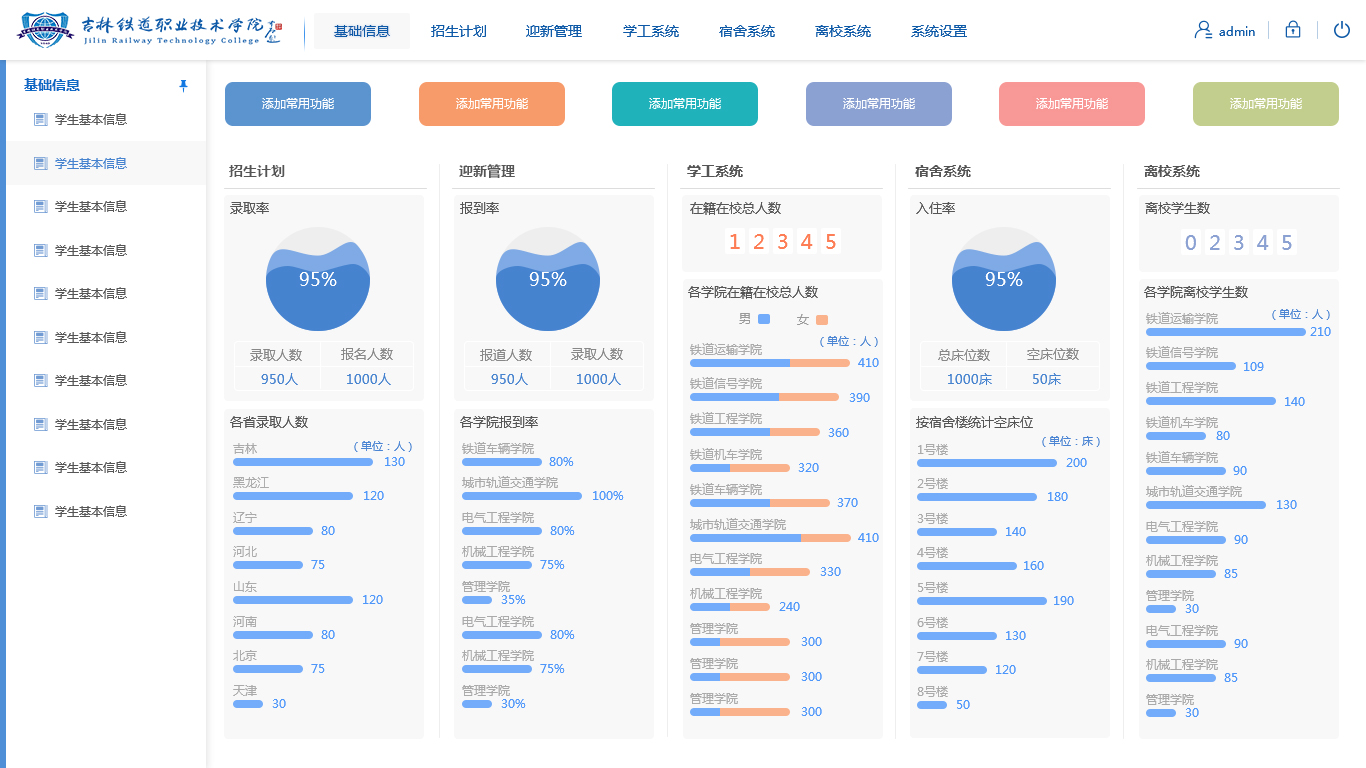 吉林铁道职业技术学院
Jilin Railway Technology College
基础信息
招生计划
迎新管理
学工系统
宿舍系统
离校系统
系统设置
admin
基础信息
学生基本信息
学生基本信息
学生基本信息
学生基本信息
学生基本信息
学生基本信息
学生基本信息
学生基本信息
学生基本信息
学生基本信息
添加常用功能
添加常用功能
添加常用功能
添加常用功能
添加常用功能
添加常用功能
招生计划
录取率
95%
录取人数 报名人数
950人 1000人
各省录取人数
（单位：人）
吉林
130
黑龙江
120
辽宁
80
河北
75
山东
120
河南
80
北京
75
天津
30
迎新管理
报到率
95%
报道人数 录取人数
950人 1000人
各学院报到率
铁道车辆学院
80%
城市轨道交通学院
100%
电气工程学院
80%
机械工程学院
75%
管理学院
35%
电气工程学院
80%
机械工程学院
75%
管理学院
30%
学工系统
在籍在校总人数
1 2 3 4 5
各学院在籍在校总人数
男 女
（单位：人）
铁道运输学院
410
铁道信号学院
390
铁道工程学院
360
铁道机车学院
320
铁道车辆学院
370
城市轨道交通学院
410
电气工程学院
330
机械工程学院
240
管理学院
300
管理学院
300
管理学院
300
宿舍系统
入住率
95%
总床位数 空床位数
1000床 50床
按宿舍楼统计空床位
（单位：床）
1号楼
200
2号楼
180
3号楼
140
4号楼
160
5号楼
190
6号楼
130
7号楼
120
8号楼
50
离校系统
离校学生数
0 2 3 4 5
各学院离校学生数
（单位：人）
铁道运输学院
210
铁道信号学院
109
铁道工程学院
140
铁道机车学院
80
铁道车辆学院
90
城市轨道交通学院
130
电气工程学院
90
机械工程学院
85
管理学院
30
电气工程学院
90
机械工程学院
85
管理学院
30